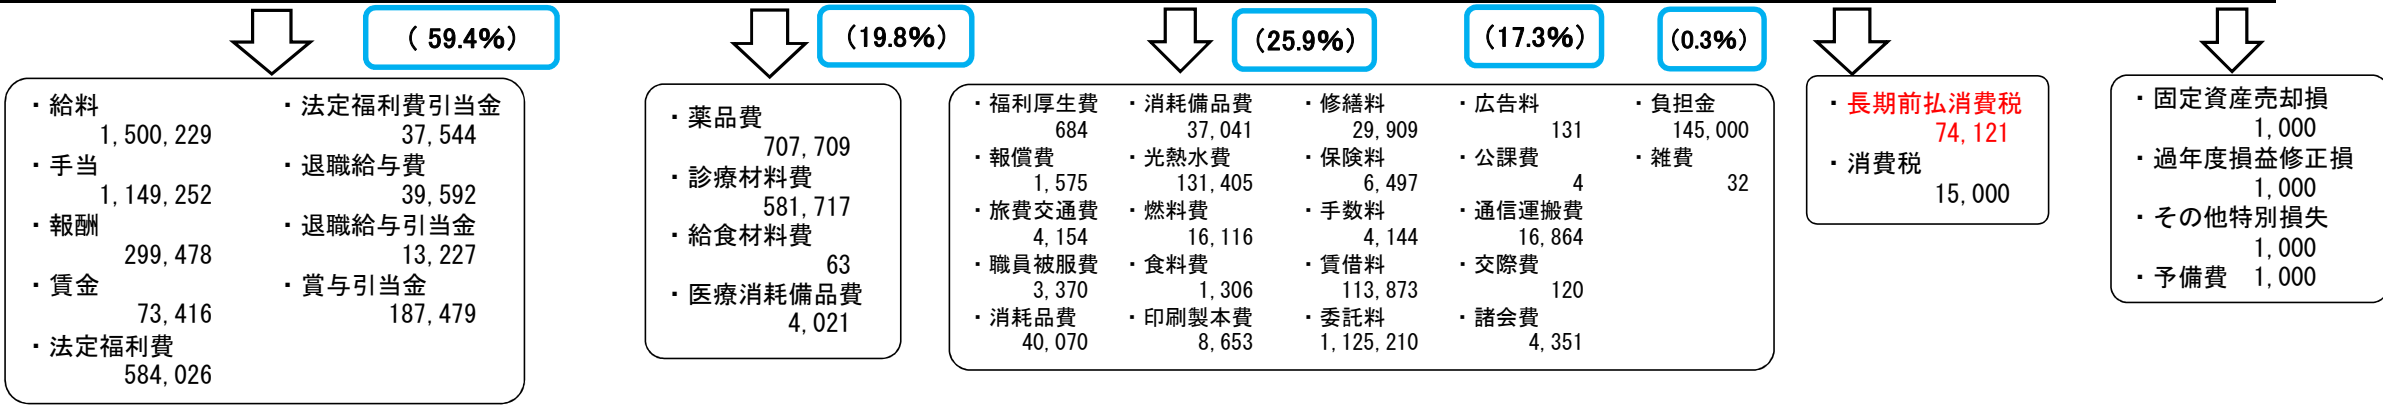 （ 59.4%）
（19.8%）
（25.9%）
（17.3%）
（0.3%）
・給料
1,500,229
・手当
1,149,252
・報酬
299,478
・賃金
73,416
・法定福利費
584,026
・法定福利費引当金
37,544
・退職給与費
39,592
・退職給与引当金
13,227
・賞与引当金
187,479
・薬品費
707,709
・診療材料費
581,717
・給食材料費
63
・医療消耗備品費
4,021
・福利厚生費
684
・報償費
1,575
・旅費交通費
4,154
・職員被服費
3,370
・消耗品費
40,070
・消耗備品費
37,041
・光熱水費
131,405
・燃料費
16,116
・食料費
1,306
・印刷製本費
8,653
・修繕料
29,909
・保険料
6,497
・手数料
4,144
・賃借料
113,873
・委託料
1,125,210
・広告料
131
・公課費
4
・通信運搬費
16,864
・交際費
120
・諸会費
4,351
・負担金
145,000
・雑費
32
・長期前払消費税
74,121
・消費税
15,000
・固定資産売却損
1,000
・過年度損益修正損
1,000
・その他特別損失
1,000
・予備費　1,000